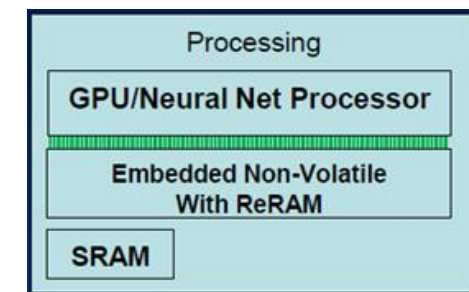 Processing
GPU/Neural Net Processor
Embedded Non-Volatile
With ReRAM
SRAM